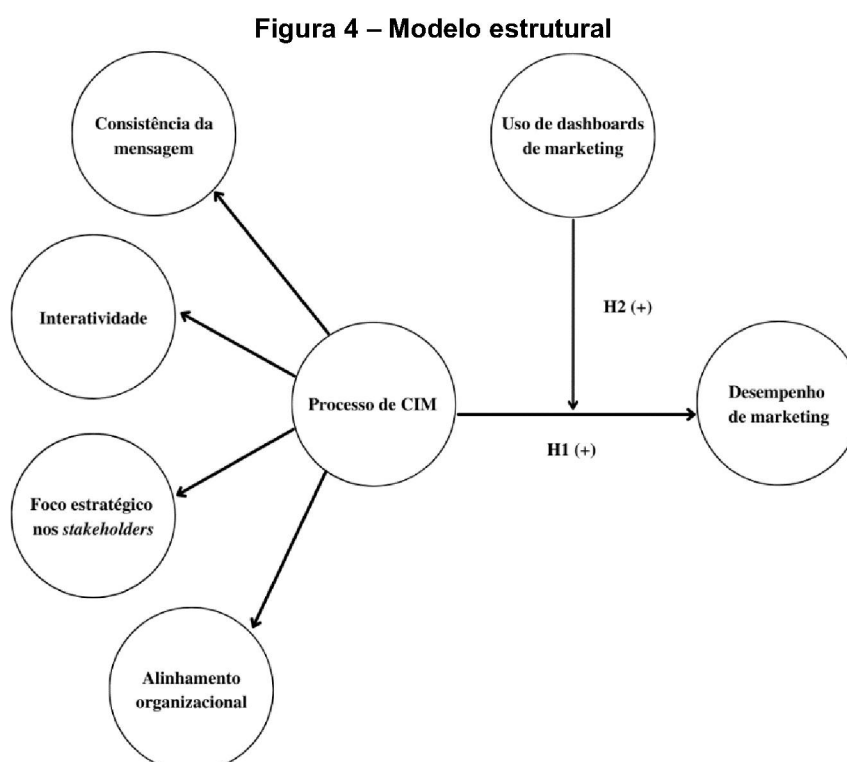 Figura 4 – Modelo estrutural
Consistência da
mensagem
Uso de dashboards
de marketing
Interatividade
H2 (+)
Processo de CIM
Desempenho
de marketing
H1 (+)
Foco estratégico
nos stakeholders
Alinhamento
organizacional